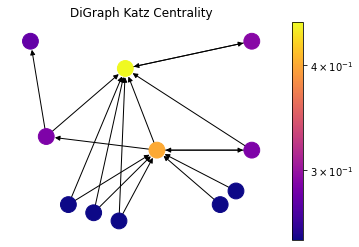 DiGraph Katz Centrality
4 × 10⁻¹
3 × 10⁻¹